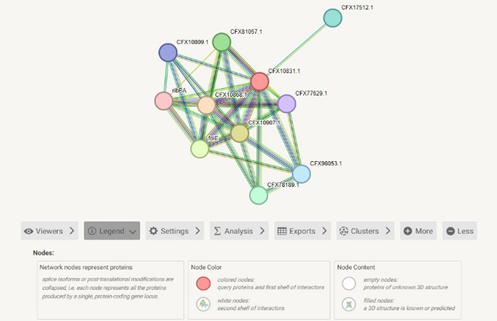 CFX17512.1
CFX81057.1
CFX10899.1
CFX10831.1
ribBA
CFX10868.1
CFX77629.1
CFX10907.1
CFX98053.1
CFX78189.1
Viewers
Legend
Settings
Analysis
Exports
Clusters
More
Less
Nodes:
Network nodes represent proteins
splice isoforms or post-translational modifications are
collapsed, i.e. each node represents all the proteins
produced by a single, protein-coding gene locus.
Node Color
colored nodes:
query proteins and first shell of interactors
white nodes:
second shell of interactors
Node Content
empty nodes:
proteins of unknown 3D structure
filled nodes:
a 3D structure is known or predicted